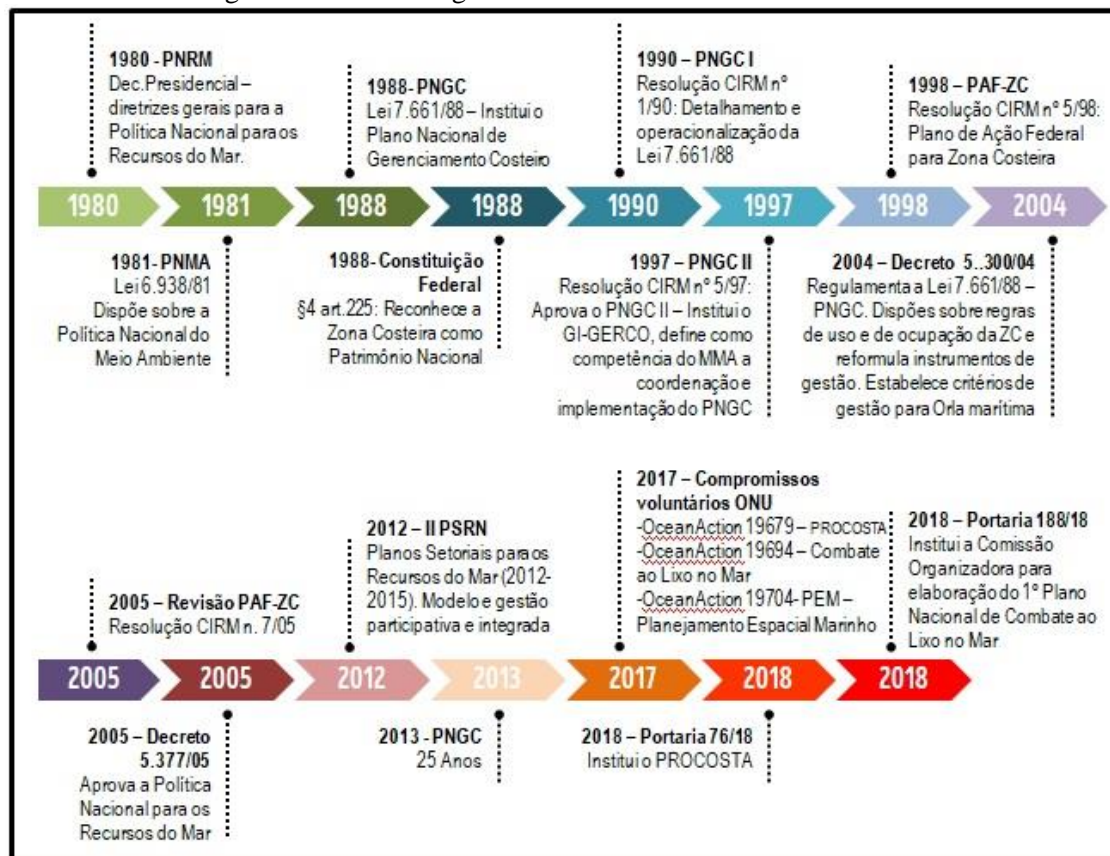 1980 - PNRM
Dec.Presidencial –
diretrizes gerais para a
Política Nacional para os
Recursos do Mar.
1988- PNGC
Lei 7.661/88 – Institui o
Plano Nacional de
Gerenciamento Costeiro
1990 – PNGC I
Resolução CIRM nº
1/90: Detalhamento e
operacionalização da
Lei 7.661/88
1998 – PAF-ZC
Resolução CIRM nº 5/98:
Plano de Ação Federal
para Zona Costeira
1980
1981
1988
1988
1990
1997
1998
2004
1981- PNMA
Lei 6.938/81
Dispõe sobre a
Política Nacional do
Meio Ambiente
1988- Constituição
Federal
§4 art.225: Reconhece a
Zona Costeira como
Patrimônio Nacional
1997 – PNGC II
Resolução CIRM nº 5/97:
Aprova o PNGC II – Institui o
GI-GERCO, define como
competência do MMA a
coordenação e
implementação do PNGC
2004 – Decreto 5..300/04
Regulamenta a Lei 7.661/88 –
PNGC. Dispões sobre regras
de uso e de ocupação da ZC e
reformula instrumentos de
gestão. Estabelece critérios de
gestão para Orla marítima
2005 – Revisão PAF-ZC
Resolução CIRM n. 7/05
2012 – II PSRN
Planos Setoriais para os
Recursos do Mar (2012-
2015). Modelo e gestão
participativa e integrada
2017 – Compromissos
voluntários ONU
-OceanAction 19679 – PROCOSTA
-OceanAction 19694 – Combate
ao Lixo no Mar
-OceanAction 19704- PEM –
Planejamento Espacial Marinho
2018 – Portaria 188/18
Institui a Comissão
Organizadora para
elaboração do 1º Plano
Nacional de Combate ao
Lixo no Mar
2005
2005
2012
2013
2017
2018
2018
2005 – Decreto
5.377/05
Aprova a Política
Nacional para os
Recursos do Mar
2013 - PNGC
25 Anos
2018 – Portaria 76/18
Institui o PROCOSTA